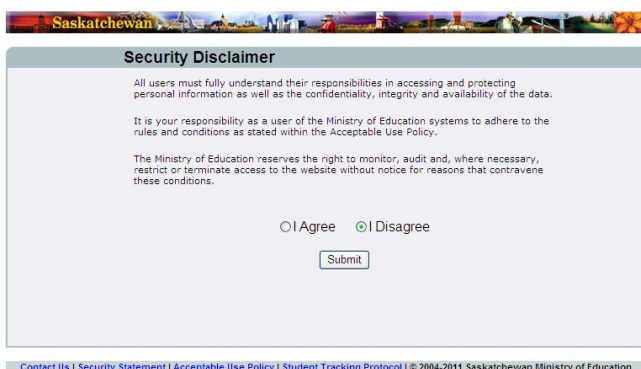 Saskatchewan
Security Disclaimer
All users must fully understand their responsibilities in accessing and protecting
personal information as well as the confidentiality, integrity and availability of the data.
It is your responsibility as a user of the Ministry of Education systems to adhere to the
rules and conditions as stated within the Acceptable Use Policy.
The Ministry of Education reserves the right to monitor, audit and, where necessary,
restrict or terminate access to the website without notice for reasons that contravene
these conditions.
I Agree I Disagree
Submit
Contact Us | Security Statement | Acceptable Use Policy | Student Tracking Protocol | © 2004-2011 Saskatchewan Ministry of Education